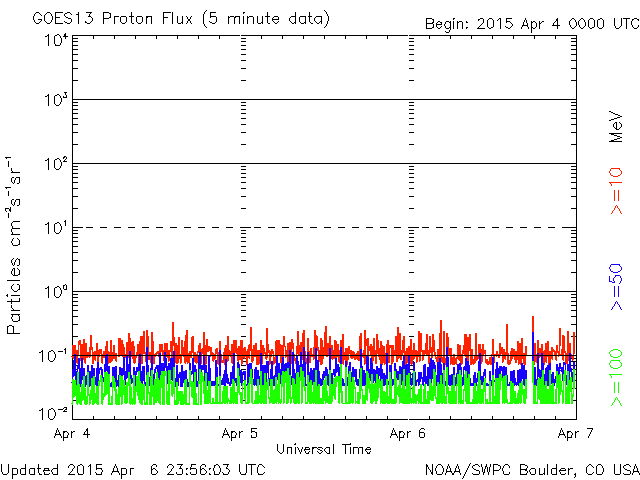 GOES13 Proton Flux (5 minute data)
Begin: 2015 Apr 4 0000 UTC
Particles cm⁻²s⁻¹sr⁻¹
10⁴
10³
10²
10¹
10⁰
10⁻¹
10⁻²
Apr 4 Apr 5 Apr 6 Apr 7
Universal Time
>=10 MeV
>=50
>=100
Updated 2015 Apr 6 23:56:03 UTC
NOAA/SWPC Boulder, CO USA